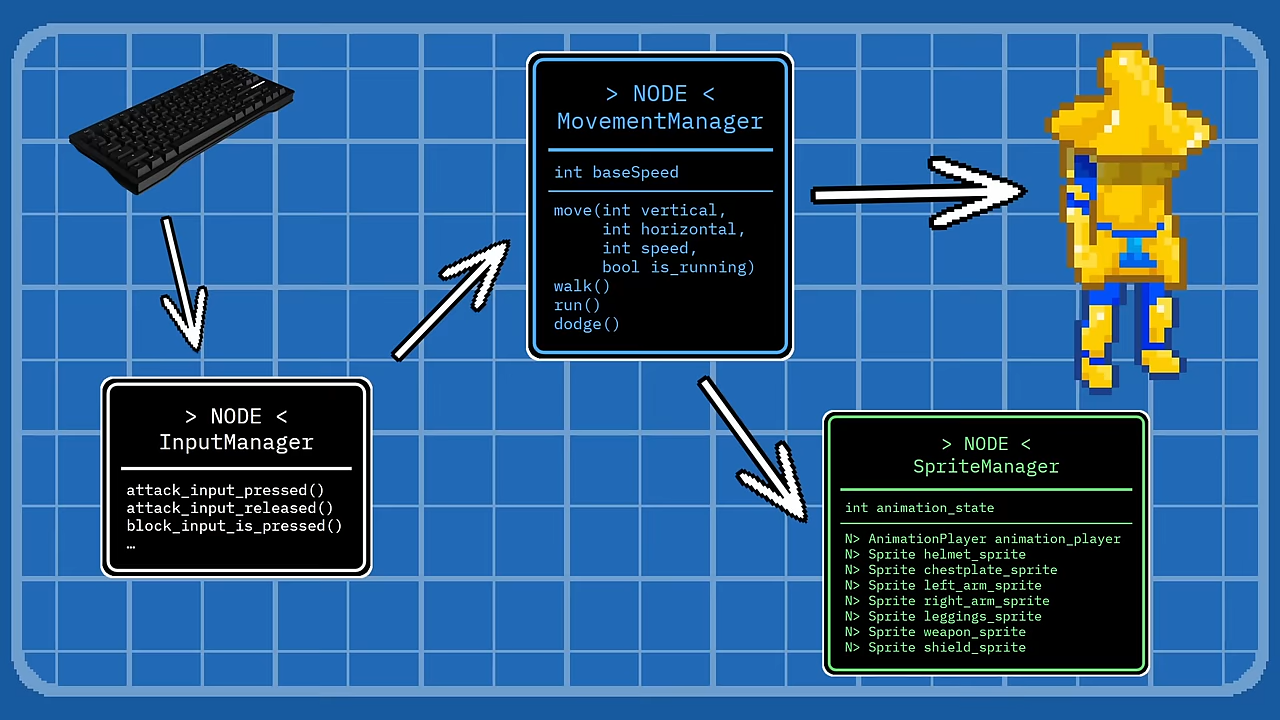 > NODE <
MovementManager
int baseSpeed
move(int vertical,
int horizontal,
int speed,
bool is_running)
walk()
run()
dodge()
> NODE <
InputManager
attack_input_pressed()
attack_input_released()
block_input_is_pressed()
…
> NODE <
SpriteManager
int animation_state
N> AnimationPlayer animation_player
N> Sprite helmet_sprite
N> Sprite chestplate_sprite
N> Sprite left_arm_sprite
N> Sprite right_arm_sprite
N> Sprite leggings_sprite
N> Sprite weapon_sprite
N> Sprite shield_sprite